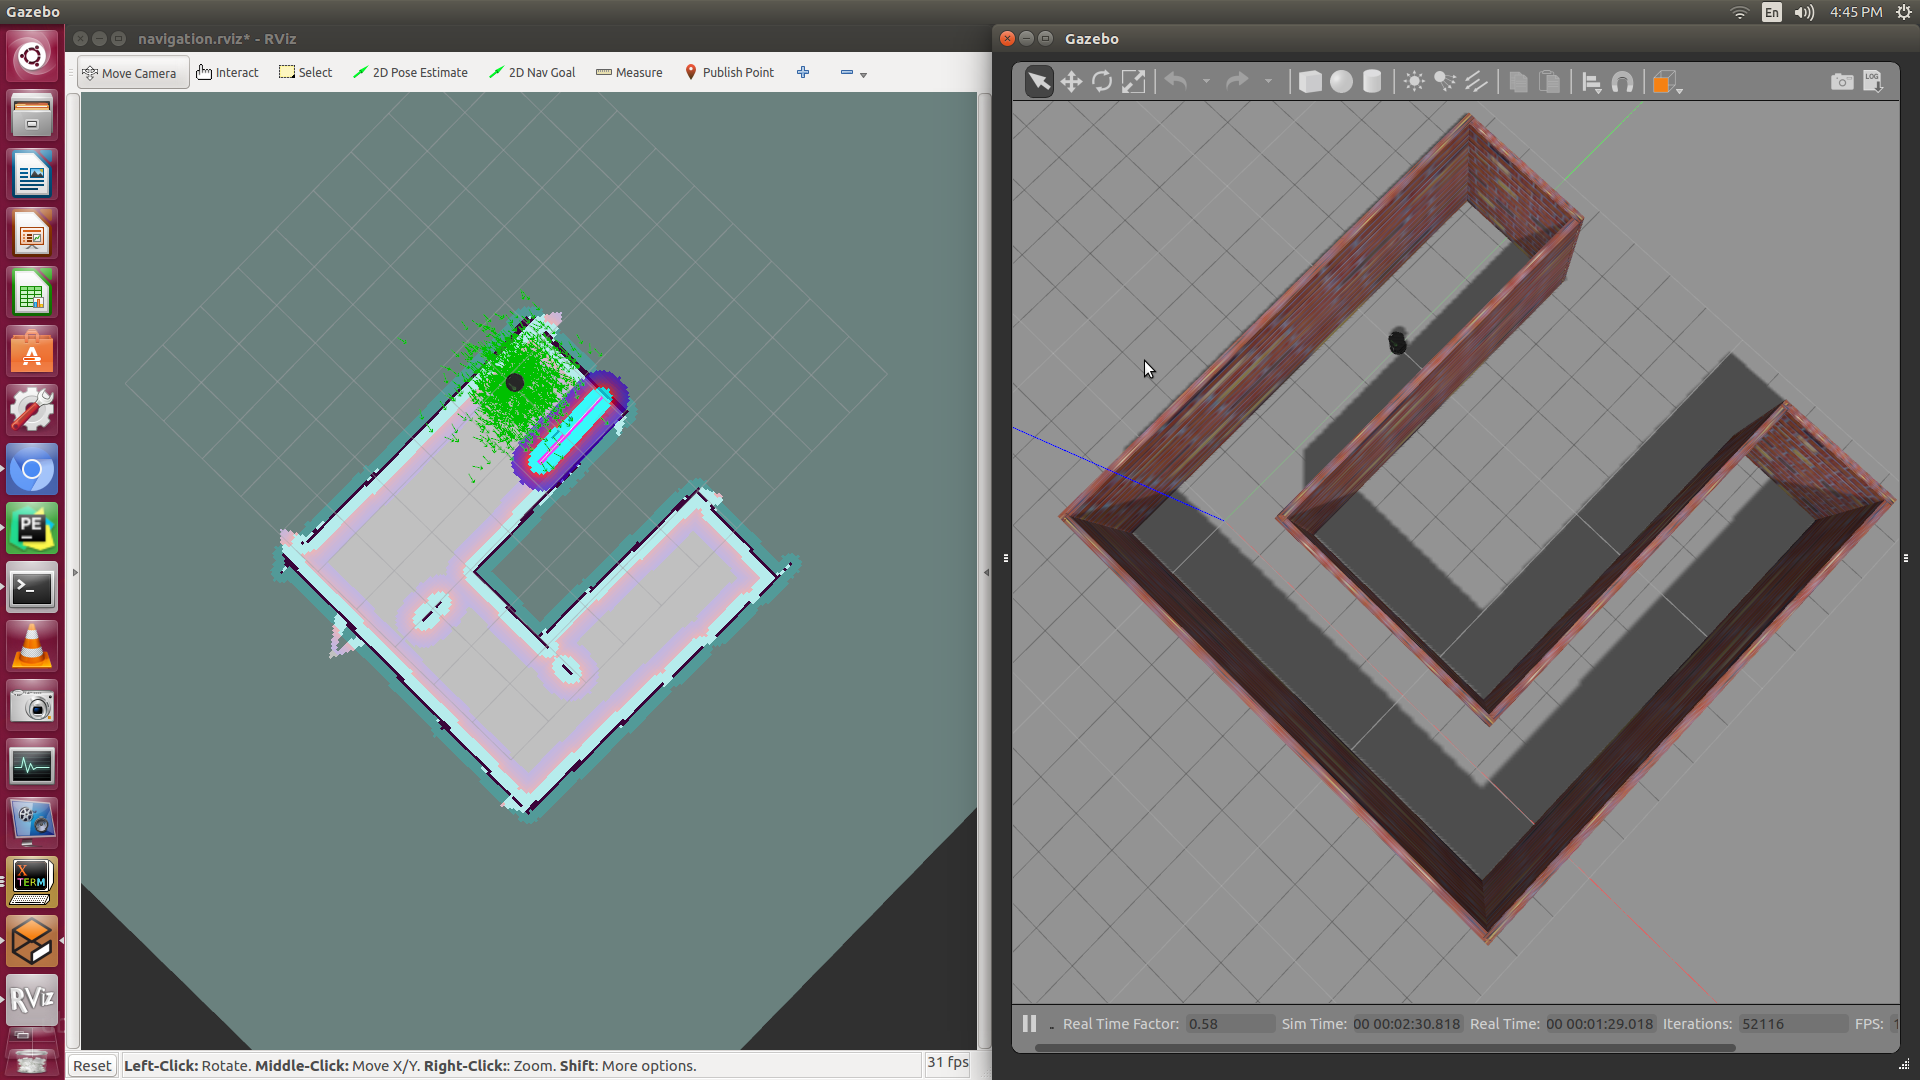 Gazebo
En
4:45 PM
navigation.rviz* - RViz
Gazebo
Move Camera
Interact
Select
2D Pose Estimate
2D Nav Goal
Measure
Publish Point
LOG
A
PE
>_
X
TERM
RViz
Real Time Factor: 0.58 Sim Time: 00 00:02:30.818 Real Time: 00 00:01:29.018 Iterations: 52116 FPS:
Reset
Left-Click: Rotate. Middle-Click: Move X/Y. Right-Click:: Zoom. Shift: More options.
31 fps